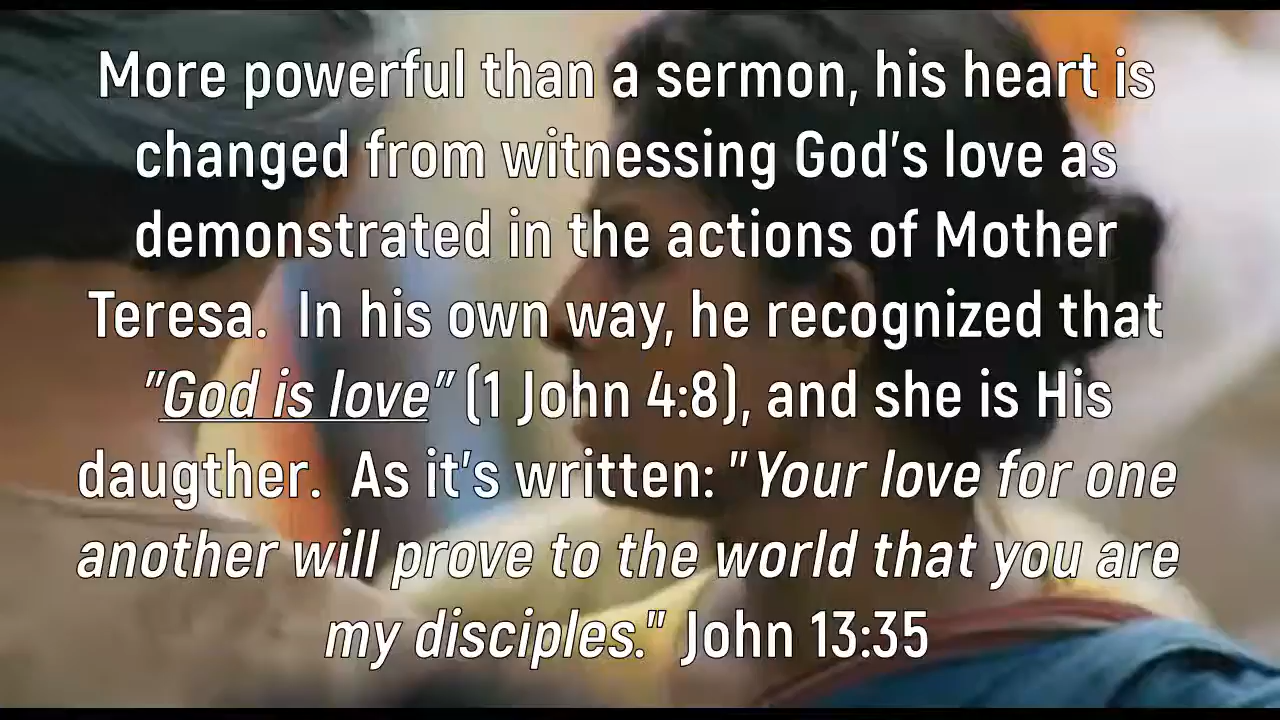 More powerful than a sermon, his heart is
changed from witnessing God's love as
demonstrated in the actions of Mother
Teresa.  In his own way, he recognized that
"God is love" (1 John 4:8), and she is His
daugther.  As it's written: "Your love for one
another will prove to the world that you are
my disciples." John 13:35